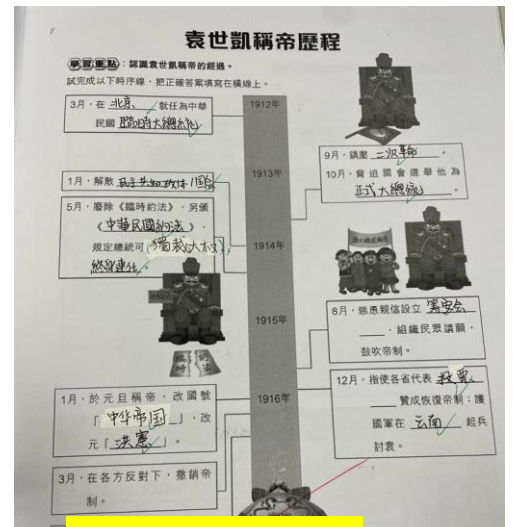 袁世凱稱帝歷程
學習重點：認識袁世凱稱帝的經過。
試完成以下時序線，把正確答案填寫在橫線上。
3月，在 北京 就任為中華
民國 臨時大總統
1912年
9月，鎮壓 二次革命 。
10月，脅迫國會選舉他為
正式大總統 。
1913年
1月，解散 国会
5月，廢除《臨時約法》，另頒
《中華民國約法》，
規定總統可 獨裁
終身連任。
1914年
1915年
8月，慫恿親信設立
，組織民眾請願，
鼓吹帝制。
臨時
約法
12月，指使各省代表 投票
贊成恢復帝制；護
國軍在 云南 起兵
討袁。
1月，於元旦稱帝，改國號
「中华帝国」，改
元「洪憲」。
1916年
3月，在各方反對下，撤銷帝
制。